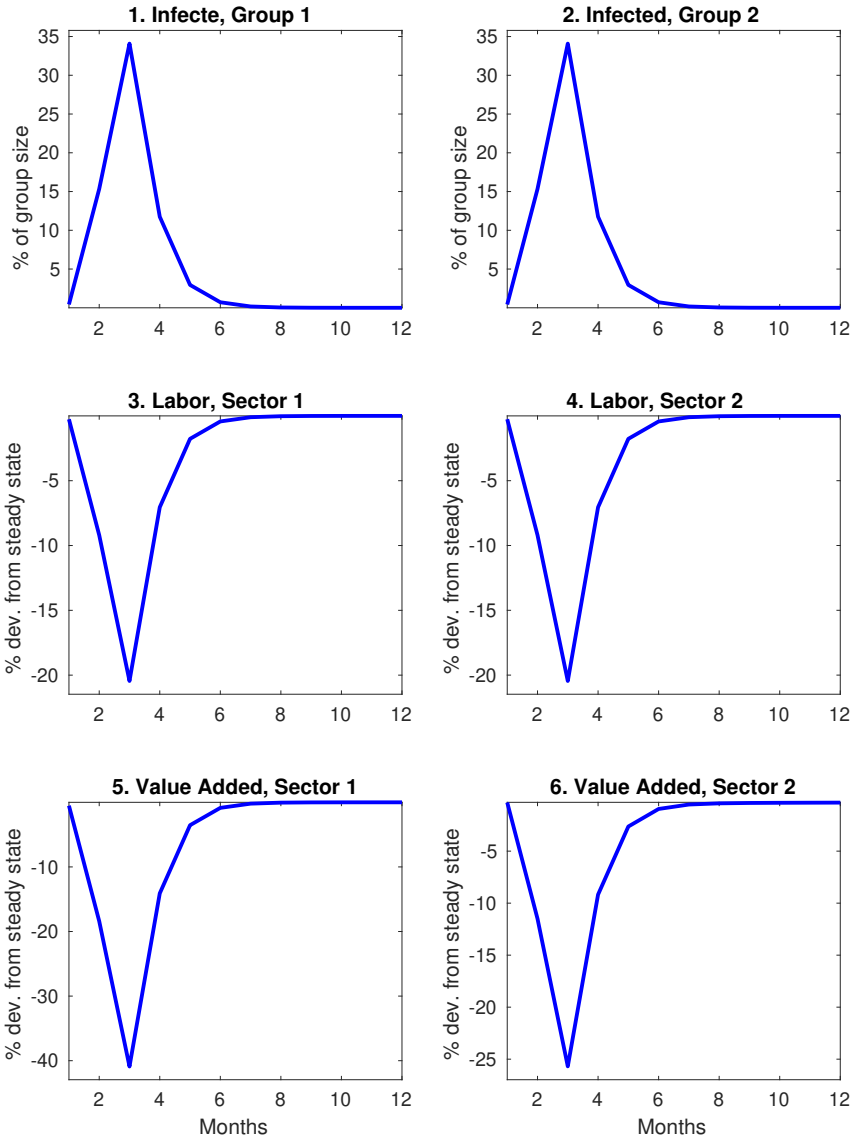 1. Infecte, Group 1
35
30
25
20
15
10
5
% of group size
2 4 6 8 10 12
2. Infected, Group 2
35
30
25
20
15
10
5
% of group size
2 4 6 8 10 12
3. Labor, Sector 1
-5
-10
-15
-20
% dev. from steady state
2 4 6 8 10 12
4. Labor, Sector 2
-5
-10
-15
-20
% dev. from steady state
2 4 6 8 10 12
5. Value Added, Sector 1
-10
-20
-30
-40
% dev. from steady state
2 4 6 8 10 12
Months
6. Value Added, Sector 2
-5
-10
-15
-20
-25
% dev. from steady state
2 4 6 8 10 12
Months